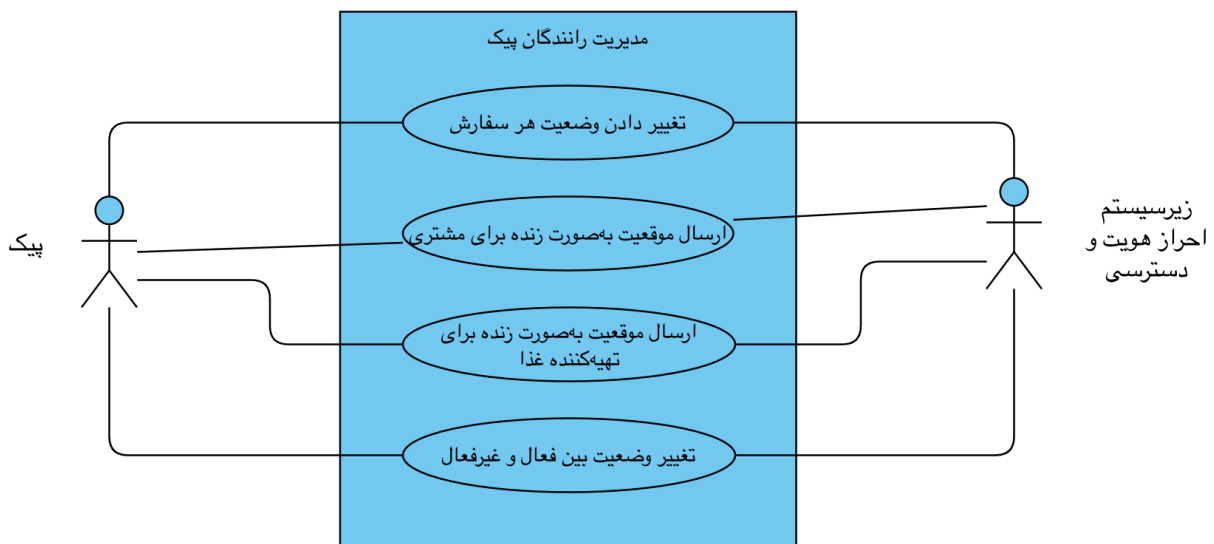 مدیریت رانندگان پیک
تغییر دادن وضعیت هر سفارش
ارسال موقعیت به‌صورت زنده برای مشتری
ارسال موقعیت به‌صورت زنده برای
تهیه‌کننده غذا
تغییر وضعیت بین فعال و غیرفعال
پیک
زیرسیستم
احراز هویت و
دسترسی